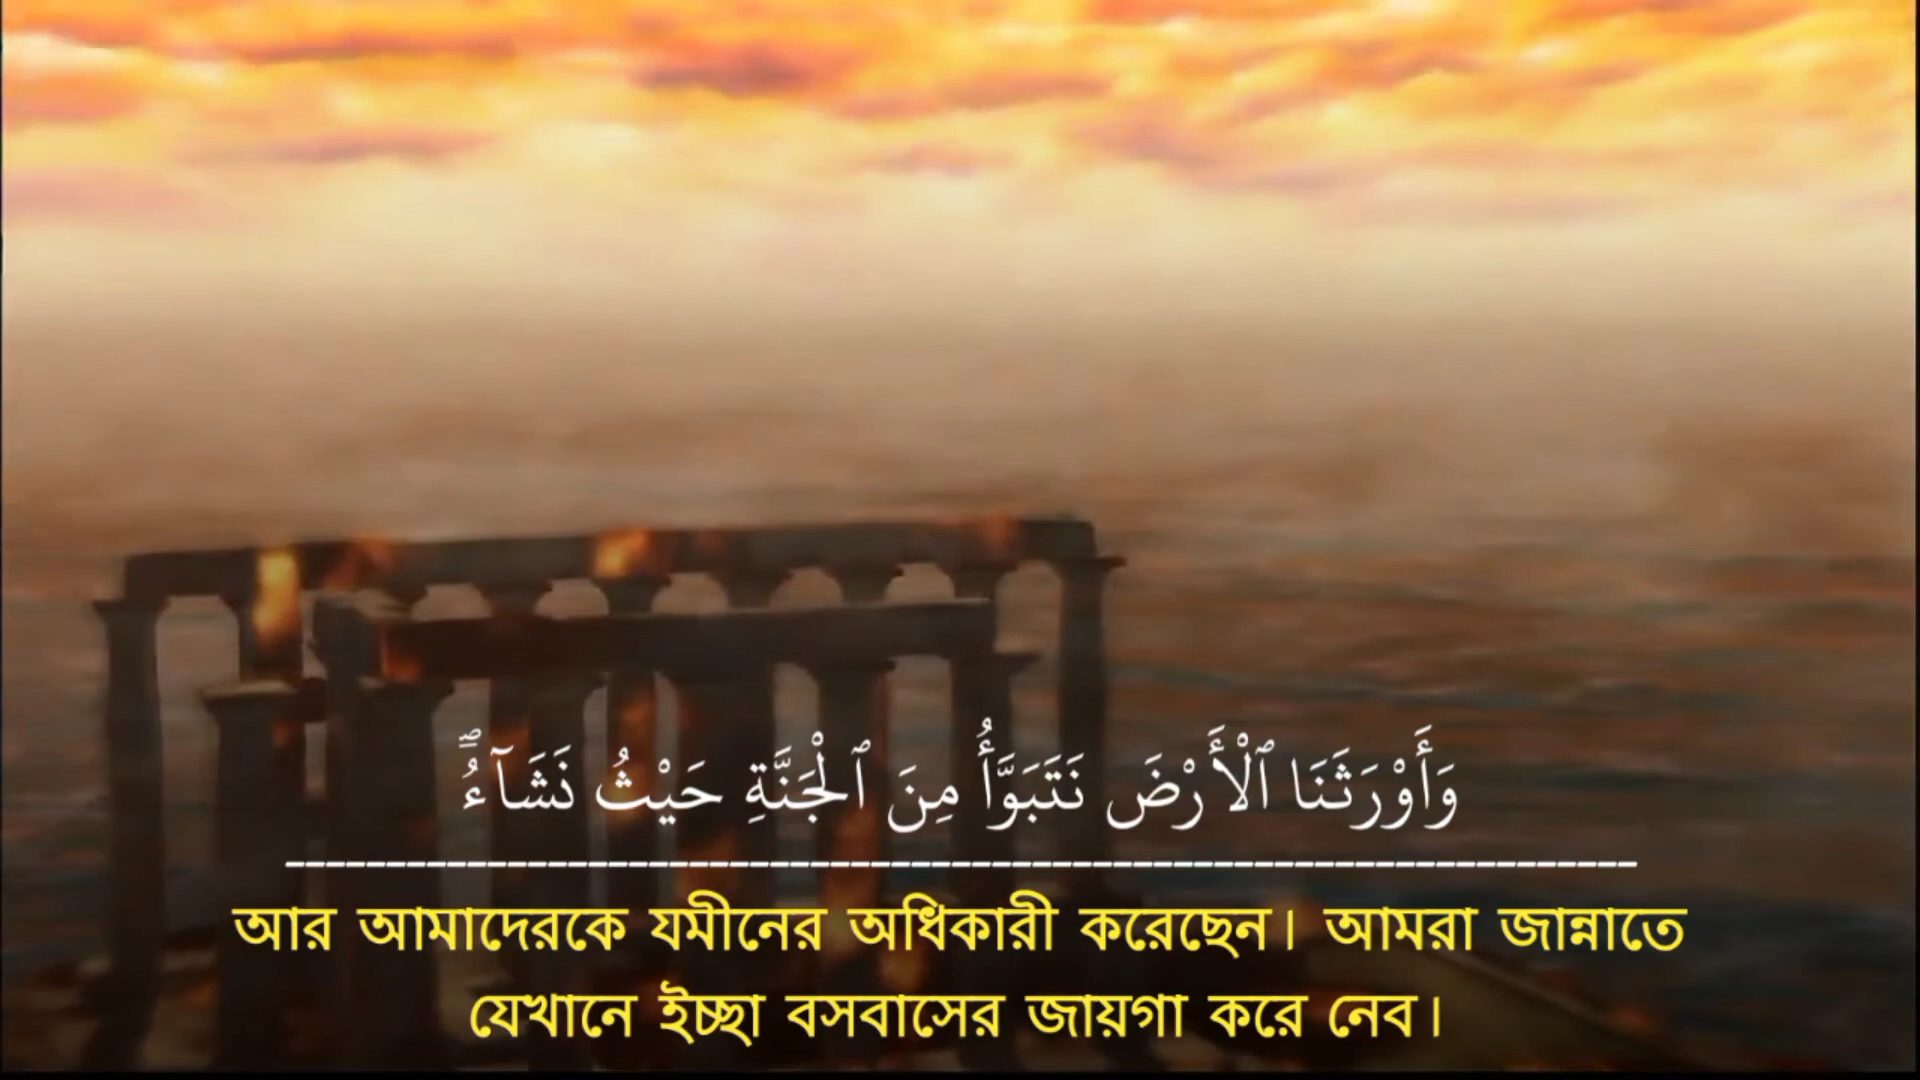 وَأَوْرَثَنَا ٱلْأَرْضَ نَتَبَوَّأُ مِنَ ٱلْجَنَّةِ حَيْثُ نَشَآءُ ۖ
আর আমাদেরকে যমীনের অধিকারী করেছেন। আমরা জান্নাতে
যেখানে ইচ্ছা বসবাসের জায়গা করে নেব।